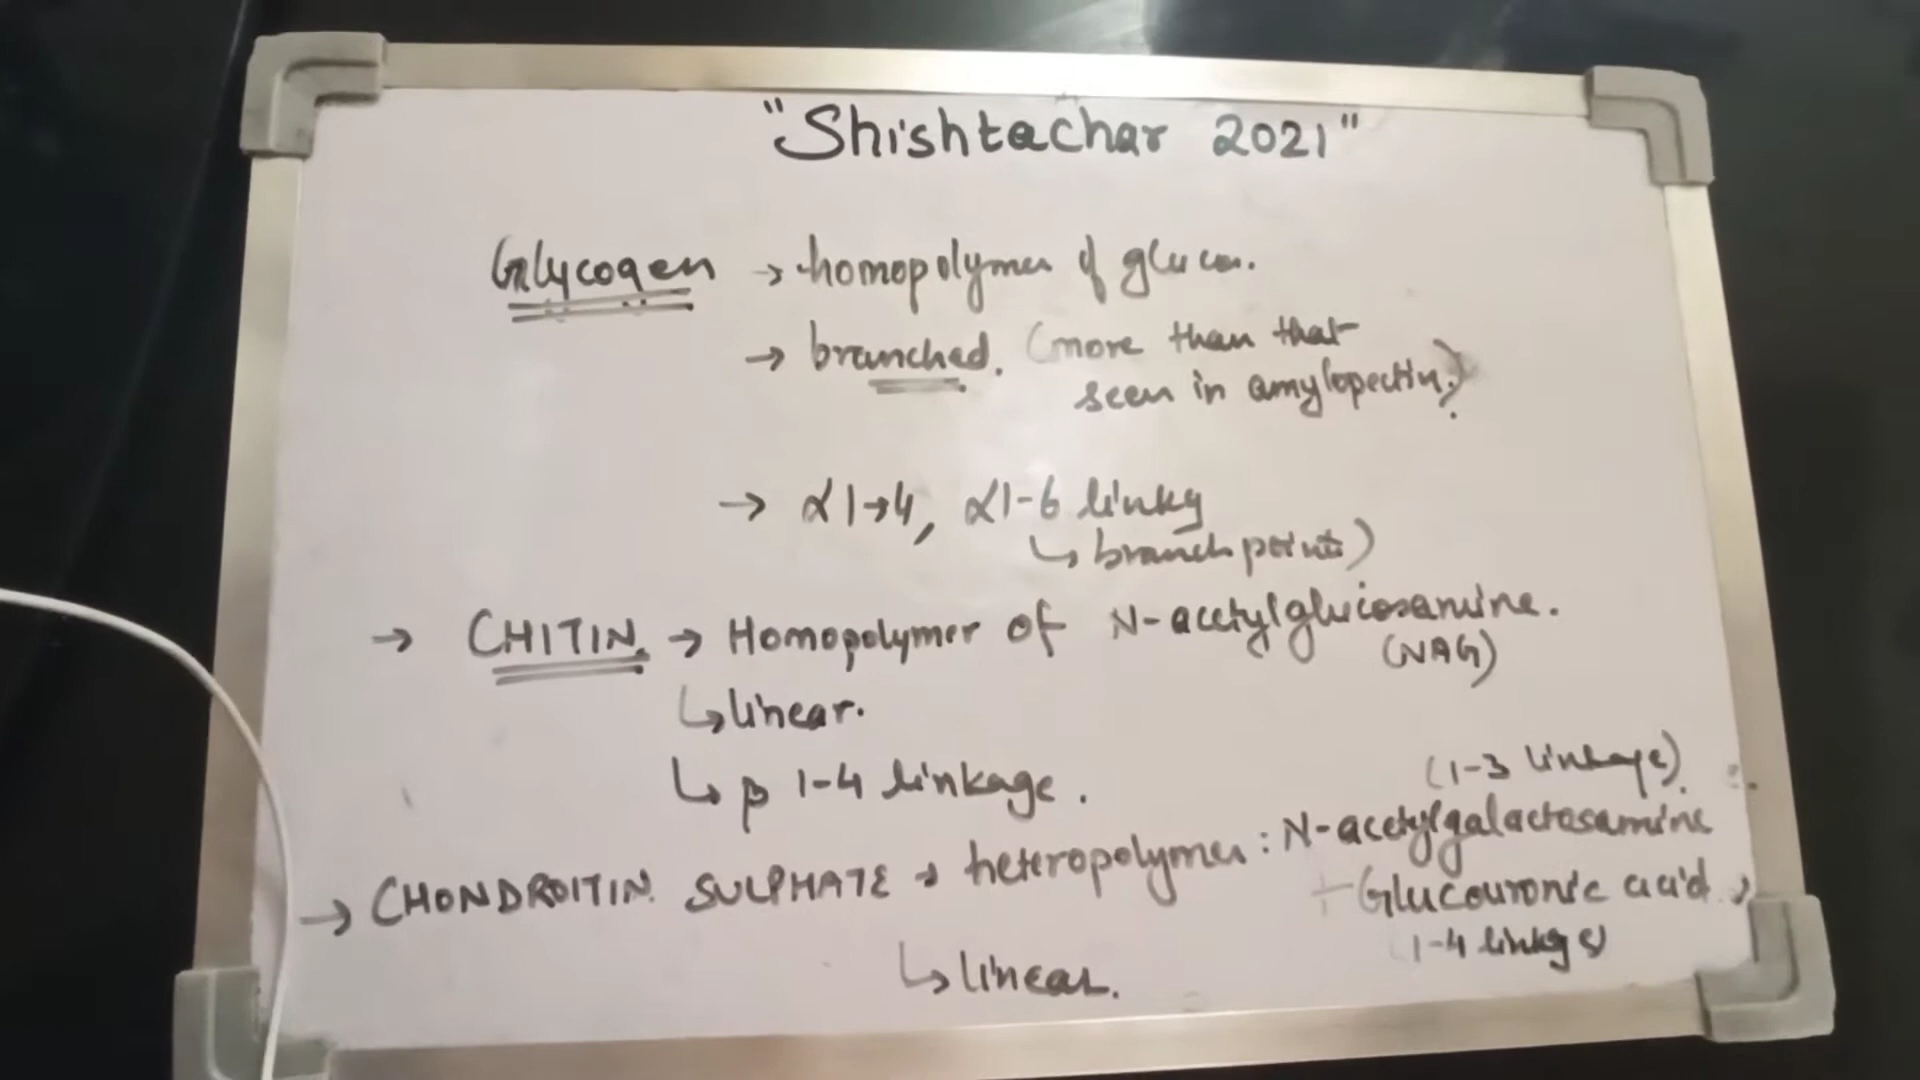 "Shishtachar 2021"
Glycogen → homopolymer of glucose.
→ branched. (more than that
seen in amylopectin.)
→ α1→4, α1-6 linkg
↳ branch points)
→ CHITIN. → Homopolymer of N-acetylglucosamine.
(NAG)
↳ linear.
↳ β 1-4 linkage.
(1-3 linkage).
→ CHONDROITIN. SULPHATE → heteropolymer: N-acetylgalactosamine
+ Glucouronic acid.
(1-4 linkgs)
↳ linear.